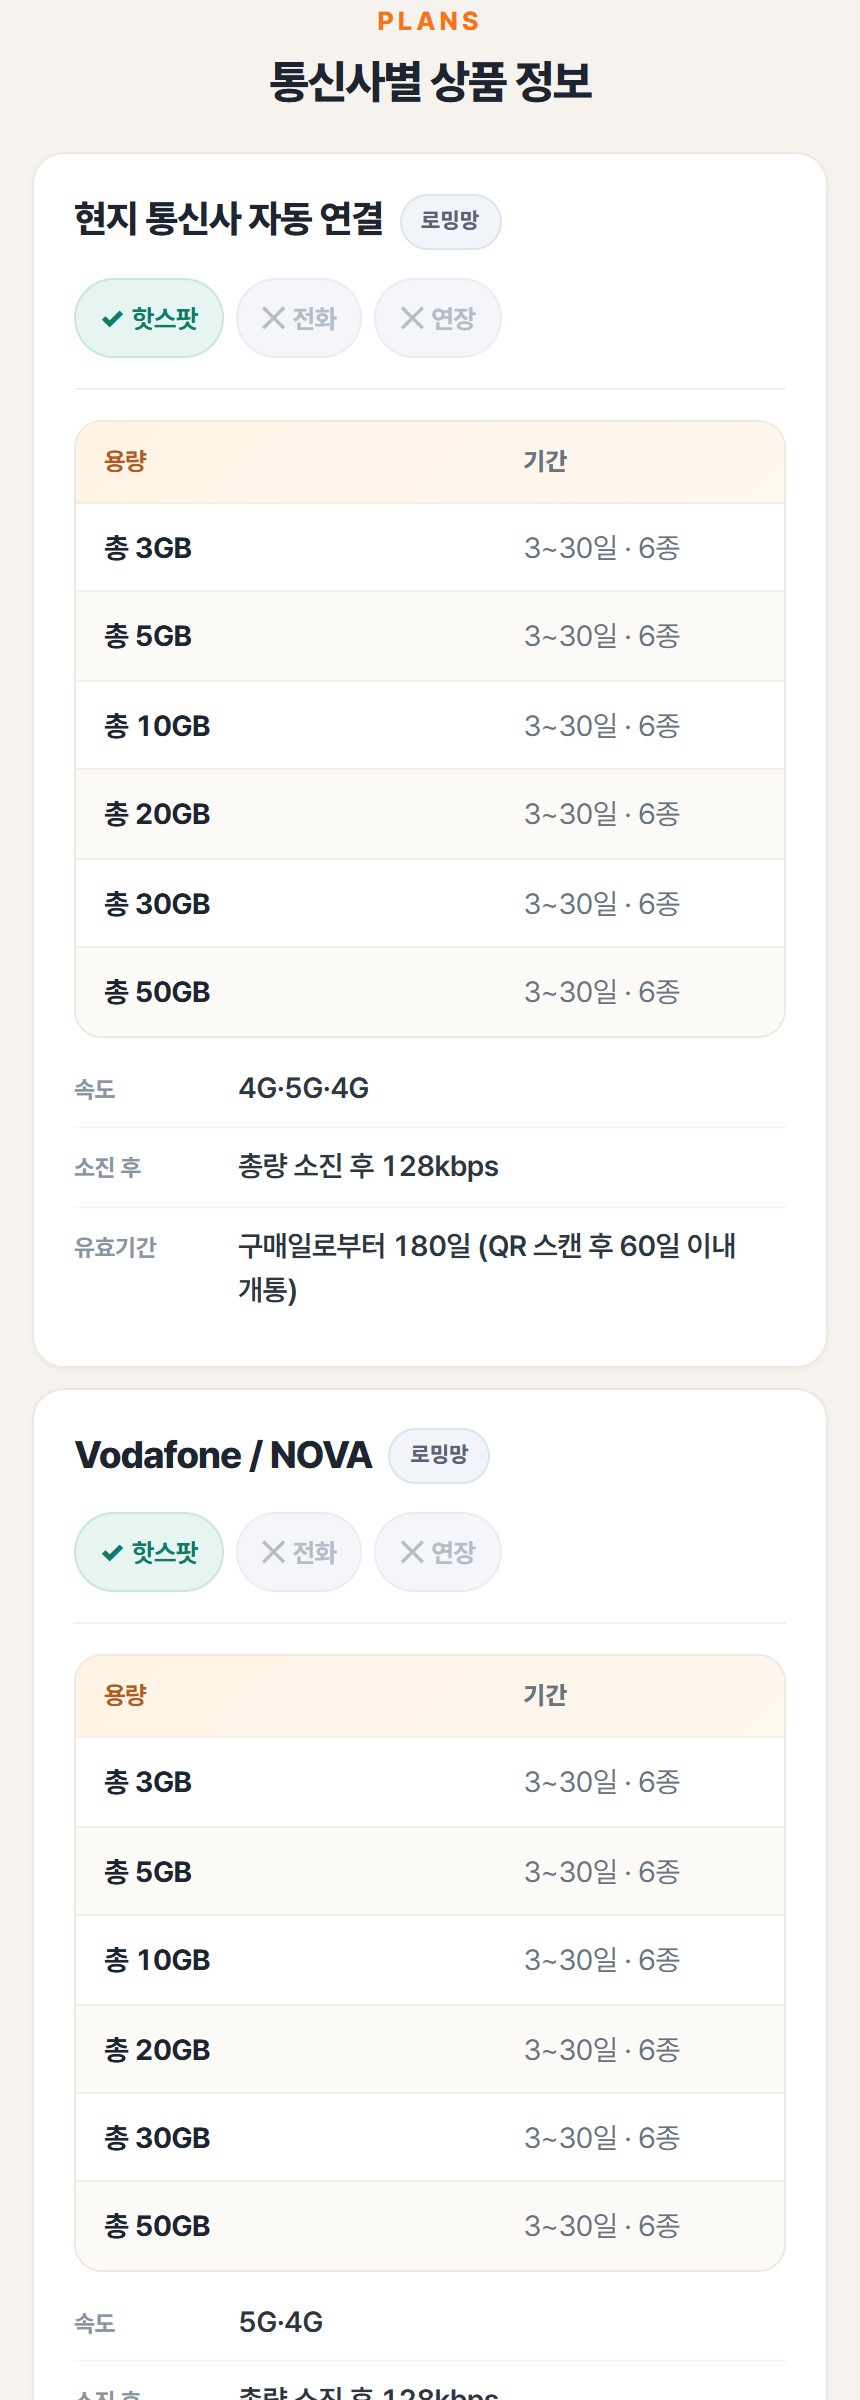 PLANS
통신사별 상품 정보
현지 통신사 자동 연결 로밍망
✓ 핫스팟 ✕ 전화 ✕ 연장
용량 기간
총 3GB 3~30일 · 6종
총 5GB 3~30일 · 6종
총 10GB 3~30일 · 6종
총 20GB 3~30일 · 6종
총 30GB 3~30일 · 6종
총 50GB 3~30일 · 6종
속도 4G·5G·4G
소진 후 총량 소진 후 128kbps
유효기간 구매일로부터 180일 (QR 스캔 후 60일 이내
개통)
Vodafone / NOVA 로밍망
✓ 핫스팟 ✕ 전화 ✕ 연장
용량 기간
총 3GB 3~30일 · 6종
총 5GB 3~30일 · 6종
총 10GB 3~30일 · 6종
총 20GB 3~30일 · 6종
총 30GB 3~30일 · 6종
총 50GB 3~30일 · 6종
속도 5G·4G
소진 후 총량 소진 후 128kbps